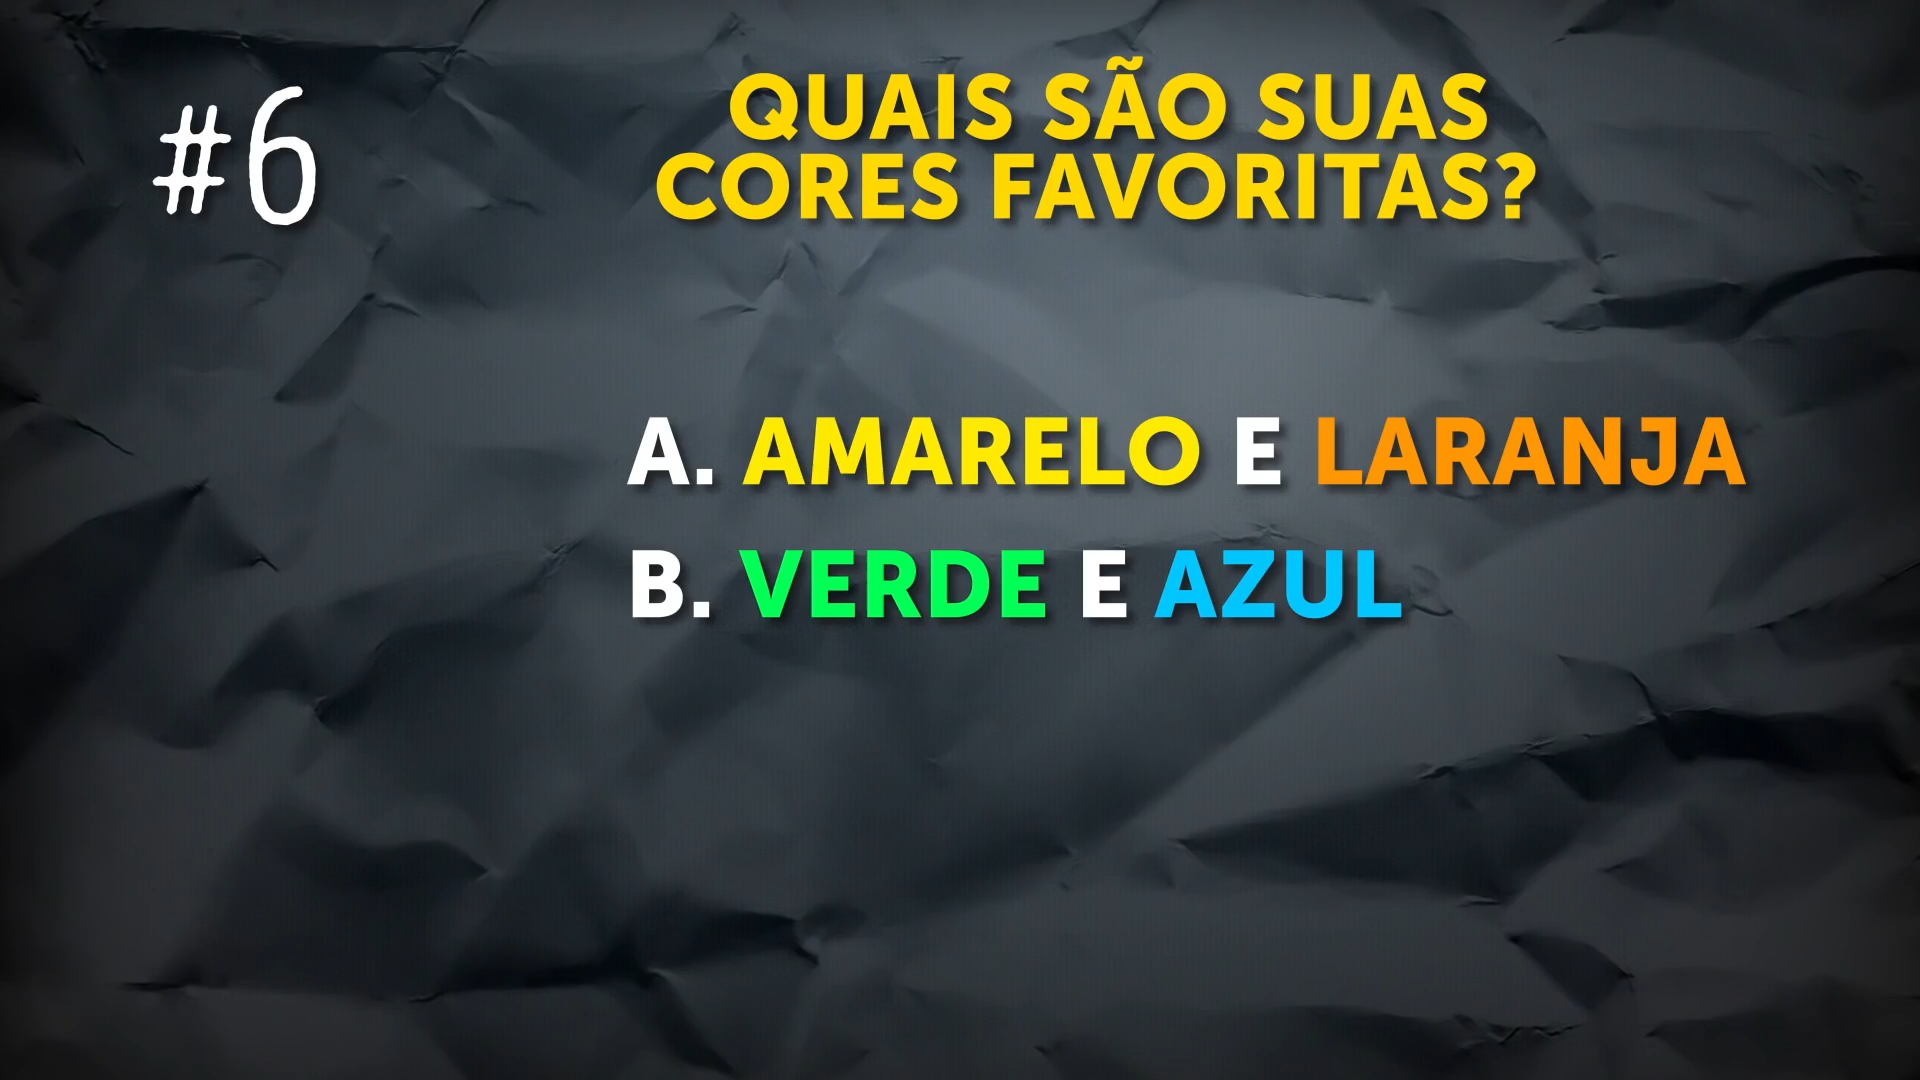 #6
QUAIS SÃO SUAS
CORES FAVORITAS?
A. AMARELO E LARANJA
B. VERDE E AZUL